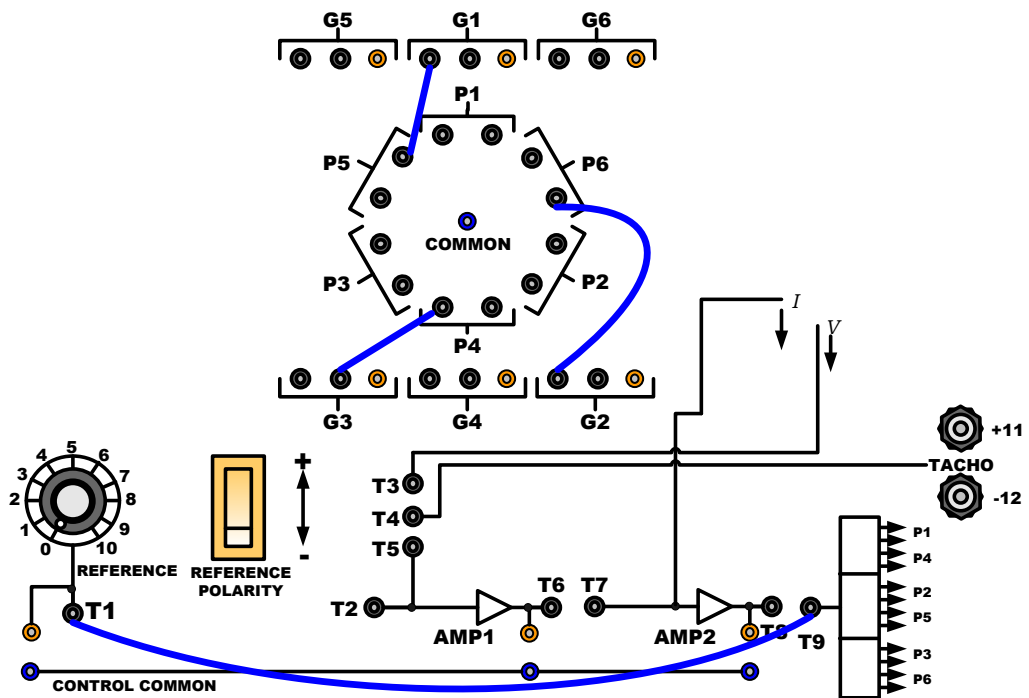 G5 G1 G6
P1
P5 P6
COMMON
P3 P2
P4
I
V
G3 G4 G2
+11
TACHO
-12
5
4 6
3 7
2 8
1 9
0 10
+
-
T3
T4
T5
REFERENCE
REFERENCE
POLARITY
T1
T2 T6 T7 T8 T9
AMP1 AMP2
CONTROL COMMON
P1
P4
P2
P5
P3
P6